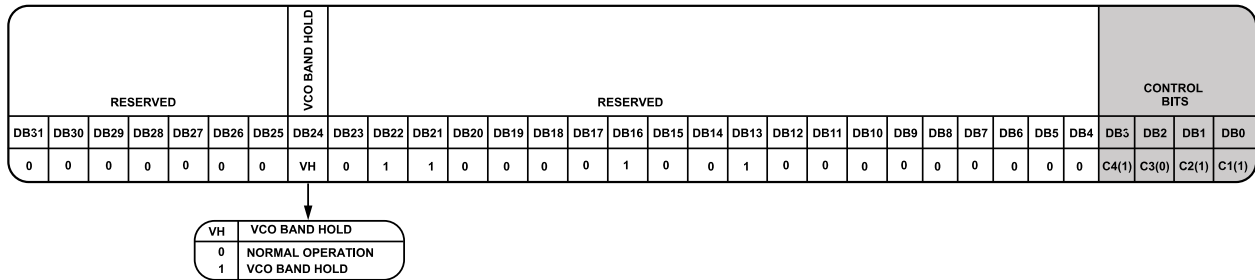 VCO BAND HOLD
RESERVED RESERVED CONTROL
BITS
DB31 DB30 DB29 DB28 DB27 DB26 DB25 DB24 DB23 DB22 DB21 DB20 DB19 DB18 DB17 DB16 DB15 DB14 DB13 DB12 DB11 DB10 DB9 DB8 DB7 DB6 DB5 DB4 DB3 DB2 DB1 DB0
0 0 0 0 0 0 0 VH 0 1 1 0 0 0 0 1 0 0 1 0 0 0 0 0 0 0 0 0 C4(1) C3(0) C2(1) C1(1)
VH VCO BAND HOLD
0 NORMAL OPERATION
1 VCO BAND HOLD